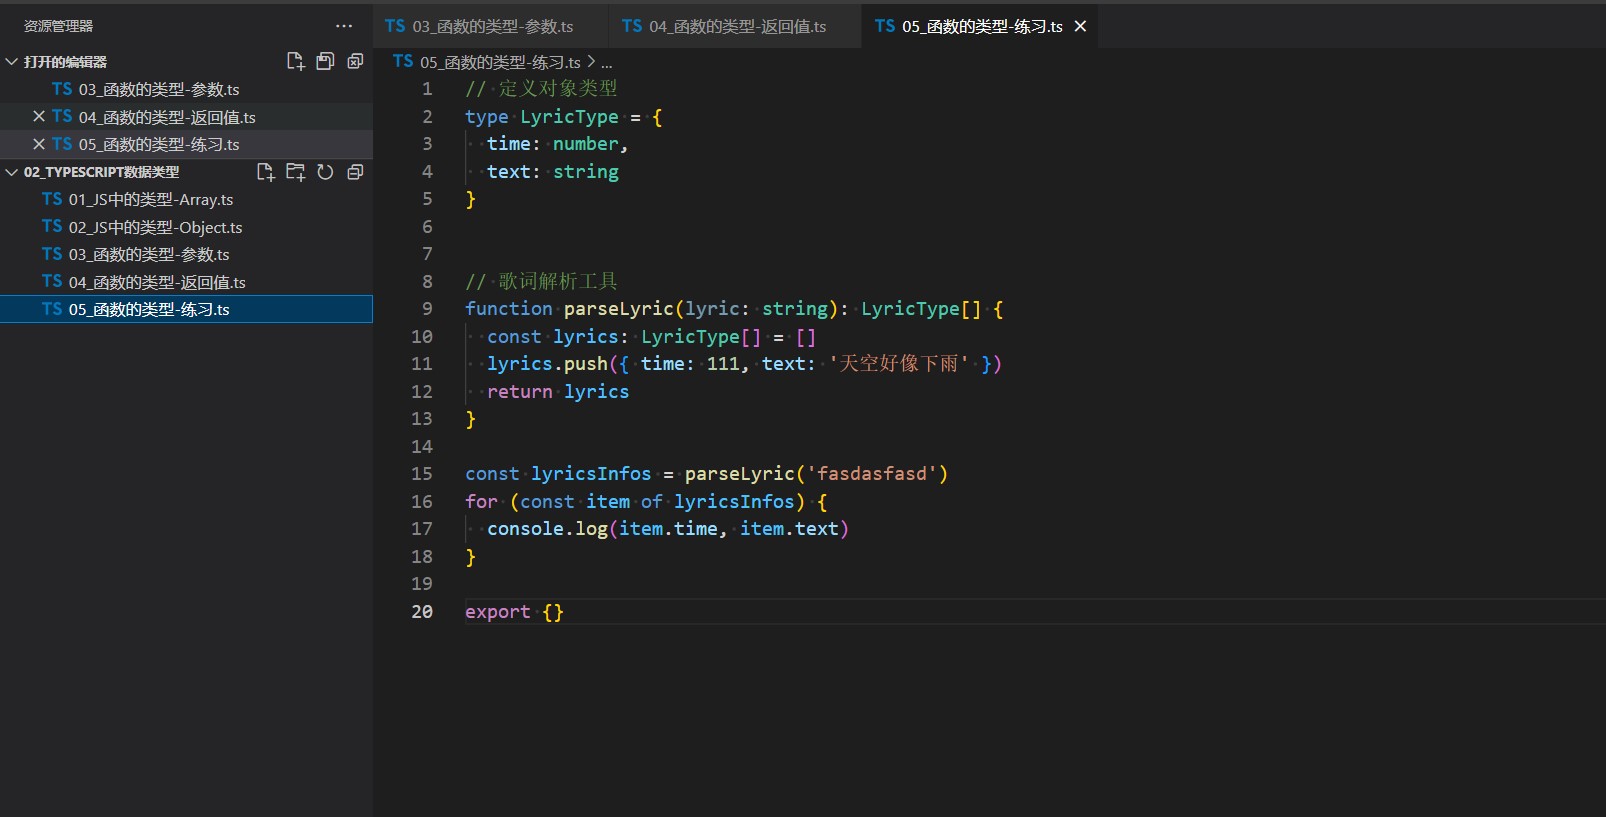 资源管理器 ···
打开的编辑器
TS 03_函数的类型-参数.ts
TS 04_函数的类型-返回值.ts
TS 05_函数的类型-练习.ts
02_TYPESCRIPT数据类型
TS 01_JS中的类型-Array.ts
TS 02_JS中的类型-Object.ts
TS 03_函数的类型-参数.ts
TS 04_函数的类型-返回值.ts
TS 05_函数的类型-练习.ts
TS 03_函数的类型-参数.ts TS 04_函数的类型-返回值.ts TS 05_函数的类型-练习.ts
TS 05_函数的类型-练习.ts > ...
1 // 定义对象类型
2 type LyricType = {
3 time: number,
4 text: string
5 }
6
7
8 // 歌词解析工具
9 function parseLyric(lyric: string): LyricType[] {
10 const lyrics: LyricType[] = []
11 lyrics.push({ time: 111, text: '天空好像下雨' })
12 return lyrics
13 }
14
15 const lyricsInfos = parseLyric('fasdasfasd')
16 for (const item of lyricsInfos) {
17 console.log(item.time, item.text)
18 }
19
20 export {}